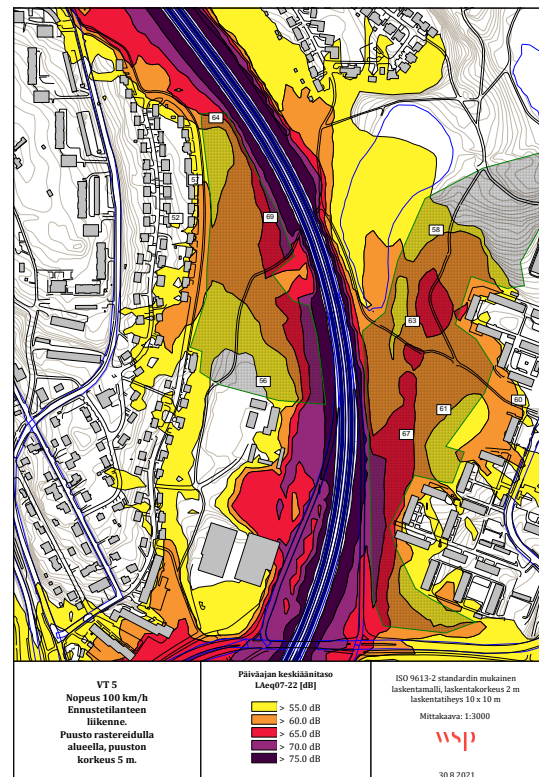 64
57
52
69
58
63
56
61
60
67
VT 5
Nopeus 100 km/h
Ennustetilanteen
liikenne.
Puusto rastereidulla
alueella, puuston
korkeus 5 m.
Päiväajan keskiäänitaso
LAeq07-22 [dB]
> 55.0 dB
> 60.0 dB
> 65.0 dB
> 70.0 dB
> 75.0 dB
ISO 9613-2 standardin mukainen
laskentamalli, laskentakorkeus 2 m
laskentatiheys 10 x 10 m
Mittakaava: 1:3000
wsp
30.8.2021